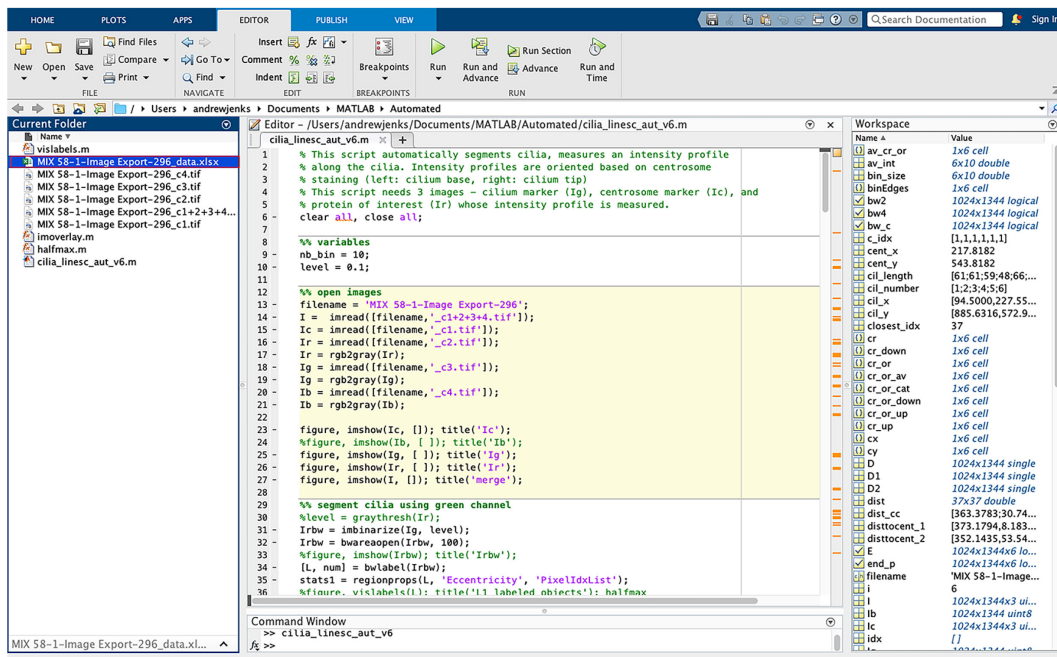 HOME PLOTS APPS EDITOR PUBLISH VIEW Search Documentation Sign In
New Open Save Find Files Compare Print
FILE
Go To Find
NAVIGATE
Insert fx
Comment %
Indent
EDIT
Breakpoints
BREAKPOINTS
Run Run and Advance Run Section Advance Run and Time
RUN
/ Users andrewjenks Documents MATLAB Automated
Current Folder
Name
vislabels.m
MIX 58-1-Image Export-296_data.xlsx
MIX 58-1-Image Export-296_c4.tif
MIX 58-1-Image Export-296_c3.tif
MIX 58-1-Image Export-296_c2.tif
MIX 58-1-Image Export-296_c1+2+3+4...
MIX 58-1-Image Export-296_c1.tif
imoverlay.m
halfmax.m
cilia_linesc_aut_v6.m
MIX 58-1-Image Export-296_data.xl...
Editor - /Users/andrewjenks/Documents/MATLAB/Automated/cilia_linesc_aut_v6.m
cilia_linesc_aut_v6.m × +
1 % This script automatically segments cilia, measures an intensity profile
2 % along the cilia. Intensity profiles are oriented based on centrosome
3 % staining (left: cilium base, right: cilium tip)
4 % This script needs 3 images - cilium marker (Ig), centrosome marker (Ic), and
5 % protein of interest (Ir) whose intensity profile is measured.
6 - clear all, close all;
7
8 %% variables
9 - nb_bin = 10;
10 - level = 0.1;
11
12 %% open images
13 - filename = 'MIX 58-1-Image Export-296';
14 - I = imread([filename,'_c1+2+3+4.tif']);
15 - Ic = imread([filename,'_c1.tif']);
16 - Ir = imread([filename,'_c2.tif']);
17 - Ir = rgb2gray(Ir);
18 - Ig = imread([filename,'_c3.tif']);
19 - Ig = rgb2gray(Ig);
20 - Ib = imread([filename,'_c4.tif']);
21 - Ib = rgb2gray(Ib);
22
23 - figure, imshow(Ic, []); title('Ic');
24 %figure, imshow(Ib, [ ]); title('Ib');
25 - figure, imshow(Ig, [ ]); title('Ig');
26 - figure, imshow(Ir, [ ]); title('Ir');
27 - figure, imshow(I, []); title('merge');
28
29 %% segment cilia using green channel
30 %level = graythresh(Ir);
31 - Irbw = imbinarize(Ig, level);
32 - Irbw = bwareaopen(Irbw, 100);
33 %figure, imshow(Irbw); title('Irbw');
34 - [L, num] = bwlabel(Irbw);
35 - stats1 = regionprops(L, 'Eccentricity', 'PixelIdxList');
36 %figure, vislabels(L); title('L1 labeled objects'); halfmax
Command Window
>> cilia_linesc_aut_v6
fx >>
Workspace
Name Value
av_cr_or 1x6 cell
av_int 6x10 double
bin_size 6x10 double
binEdges 1x6 cell
bw2 1024x1344 logical
bw4 1024x1344 logical
bw_c 1024x1344 logical
c_idx [1,1,1,1,1,1]
cent_x 217.8182
cent_y 543.8182
cil_length [61;61;59;48;66;...
cil_number [1;2;3;4;5;6]
cil_x [94.5000,227.55...
cil_y [885.6316,572.9...
closest_idx 37
cr 1x6 cell
cr_down 1x6 cell
cr_or 1x6 cell
cr_or_av 1x6 cell
cr_or_cat 1x6 cell
cr_or_down 1x6 cell
cr_or_up 1x6 cell
cr_up 1x6 cell
cx 1x6 cell
cy 1x6 cell
D 1024x1344 single
D1 1024x1344 single
D2 1024x1344 single
dist 37x37 double
dist_cc [363.3783;30.74...
disttocent_1 [373.1794,8.183...
disttocent_2 [352.1435,53.54...
E 1024x1344x6 lo...
end_p 1024x1344x6 lo...
filename 'MIX 58-1-Image...
i 6
I 1024x1344x3 ui...
Ib 1024x1344 uint8
Ic 1024x1344x3 ui...
idx []